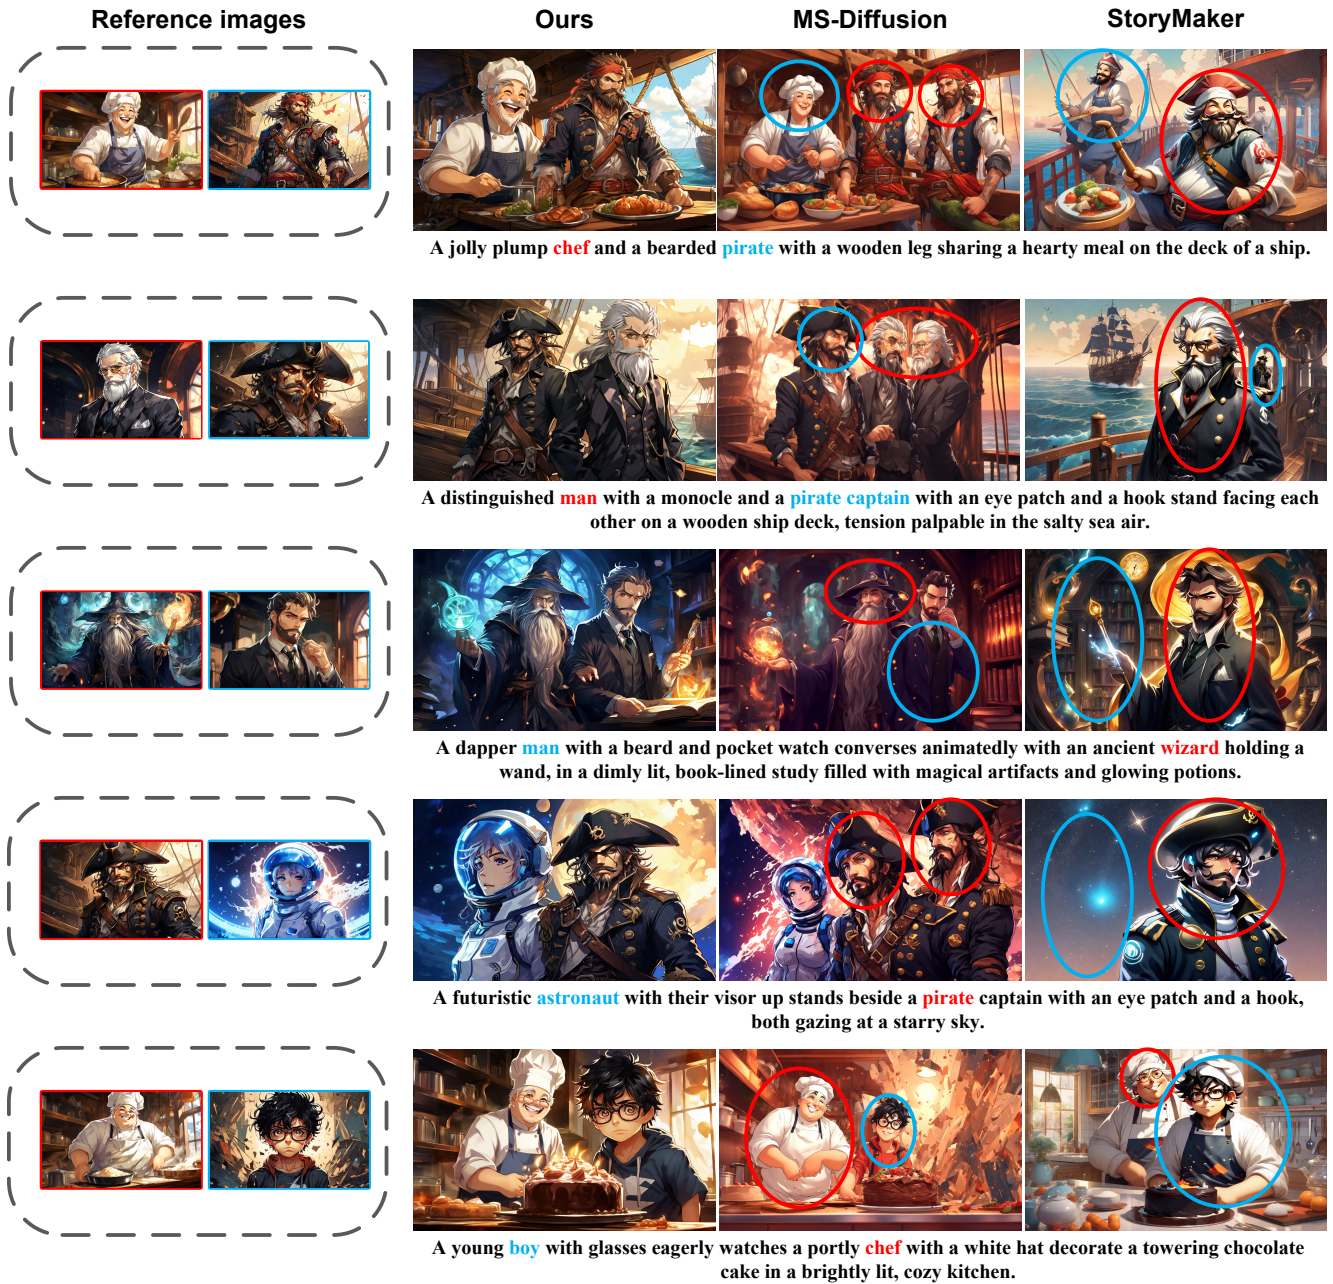 Reference images
Ours
MS-Diffusion
StoryMaker
A jolly plump chef and a bearded pirate with a wooden leg sharing a hearty meal on the deck of a ship.
A distinguished man with a monocle and a pirate captain with an eye patch and a hook stand facing each
other on a wooden ship deck, tension palpable in the salty sea air.
A dapper man with a beard and pocket watch converses animatedly with an ancient wizard holding a
wand, in a dimly lit, book-lined study filled with magical artifacts and glowing potions.
A futuristic astronaut with their visor up stands beside a pirate captain with an eye patch and a hook,
both gazing at a starry sky.
A young boy with glasses eagerly watches a portly chef with a white hat decorate a towering chocolate
cake in a brightly lit, cozy kitchen.